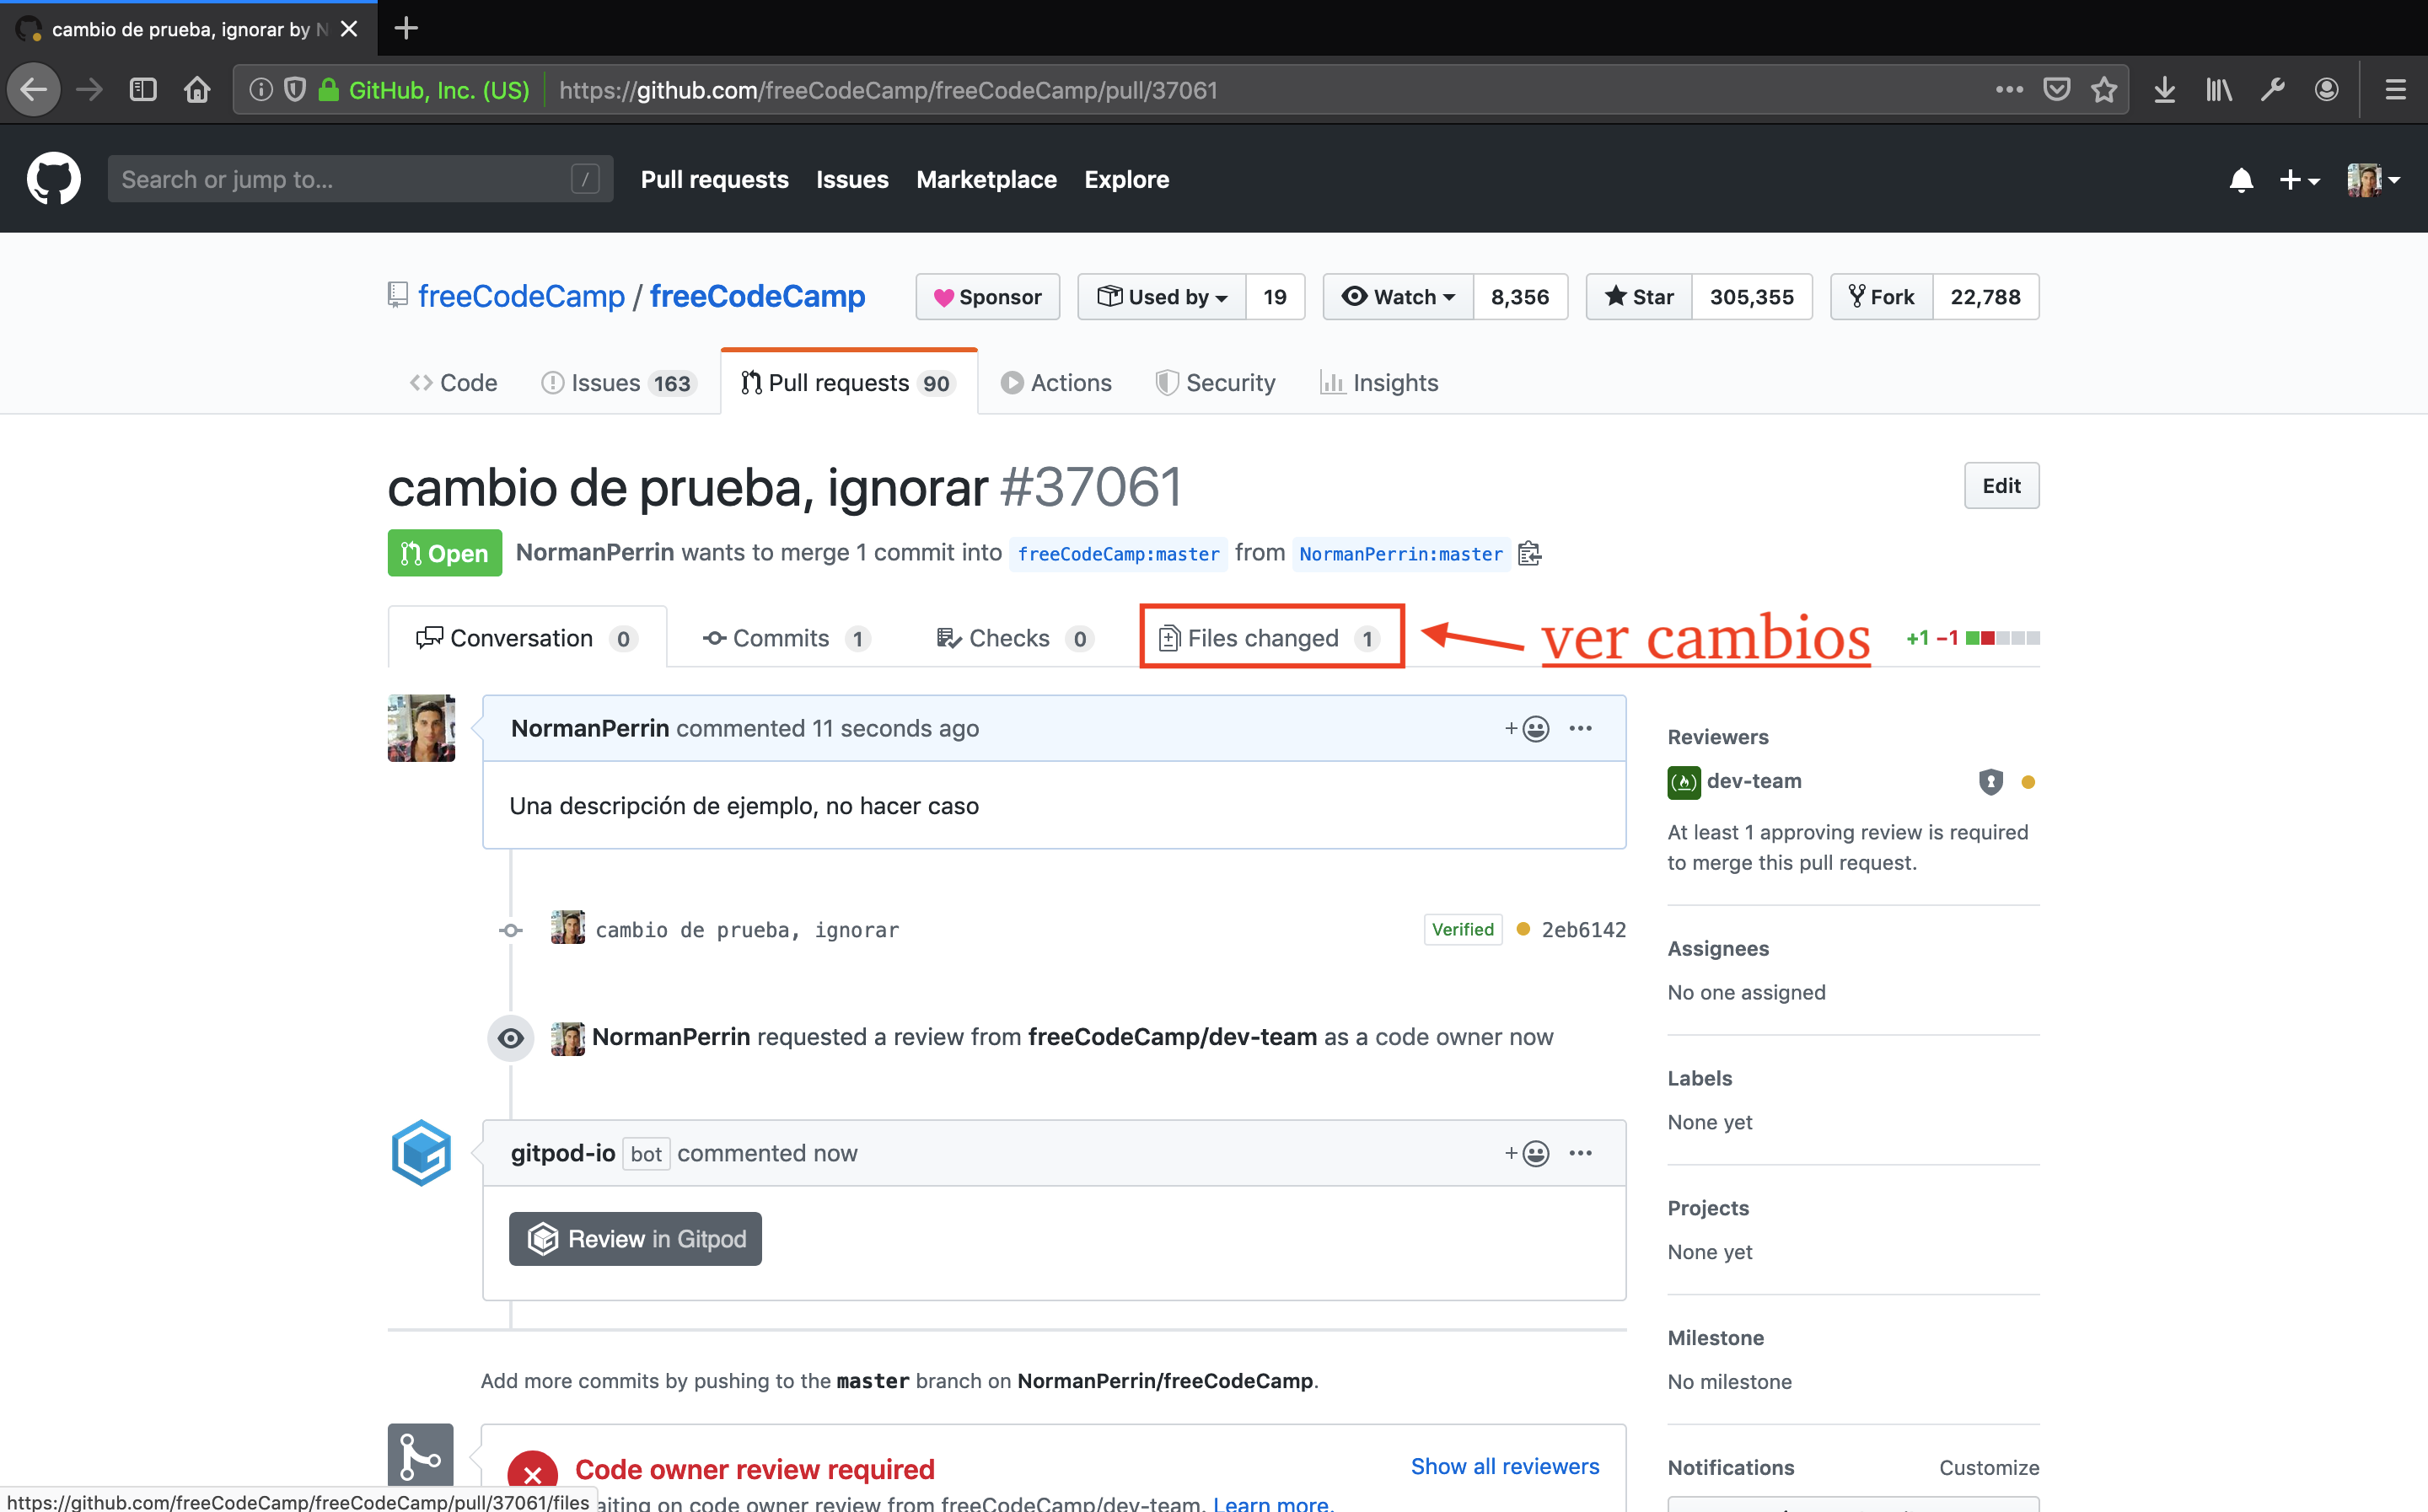 cambio de prueba, ignorar by N
GitHub, Inc. (US) https://github.com/freeCodeCamp/freeCodeCamp/pull/37061
Search or jump to... / Pull requests Issues Marketplace Explore
freeCodeCamp / freeCodeCamp Sponsor Used by 19 Watch 8,356 Star 305,355 Fork 22,788
Code Issues 163 Pull requests 90 Actions Security Insights
cambio de prueba, ignorar #37061 Edit
Open NormanPerrin wants to merge 1 commit into freeCodeCamp:master from NormanPerrin:master
Conversation 0 Commits 1 Checks 0 Files changed 1 ver cambios +1 −1
NormanPerrin commented 11 seconds ago
Una descripción de ejemplo, no hacer caso
cambio de prueba, ignorar Verified 2eb6142
NormanPerrin requested a review from freeCodeCamp/dev-team as a code owner now
gitpod-io bot commented now
Review in Gitpod
Add more commits by pushing to the master branch on NormanPerrin/freeCodeCamp.
Code owner review required Show all reviewers
aiting on code owner review from freeCodeCamp/dev-team. Learn more.
Reviewers
dev-team
At least 1 approving review is required
to merge this pull request.
Assignees
No one assigned
Labels
None yet
Projects
None yet
Milestone
No milestone
Notifications Customize
https://github.com/freeCodeCamp/freeCodeCamp/pull/37061/files